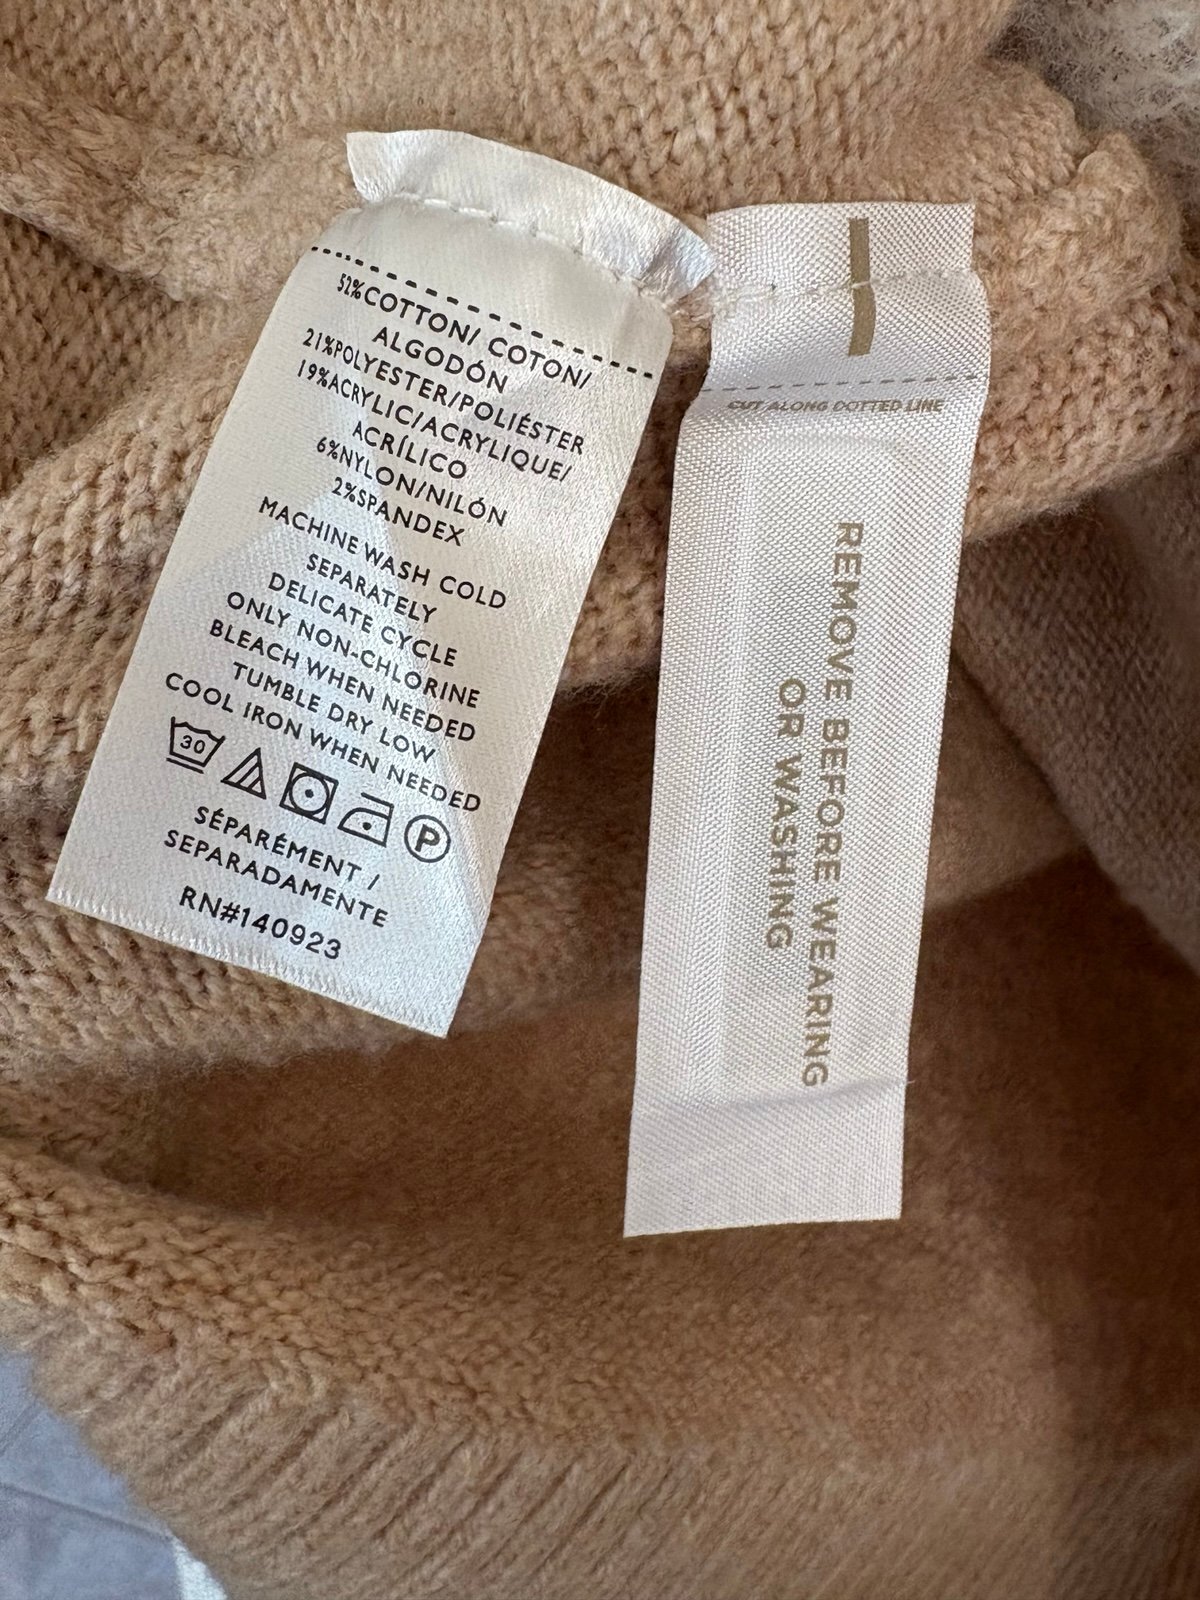 52%COTTON/ COTON/
ALGODÓN
21%POLYESTER/POLIÉSTER
19%ACRYLIC/ACRYLIQUE/
ACRÍLICO
6%NYLON/NILÓN
2%SPANDEX
MACHINE WASH COLD
SEPARATELY
DELICATE CYCLE
ONLY NON-CHLORINE
BLEACH WHEN NEEDED
TUMBLE DRY LOW
COOL IRON WHEN NEEDED
30 P
SÉPARÉMENT /
SEPARADAMENTE
RN#140923
CUT ALONG DOTTED LINE
REMOVE BEFORE WEARING
OR WASHING